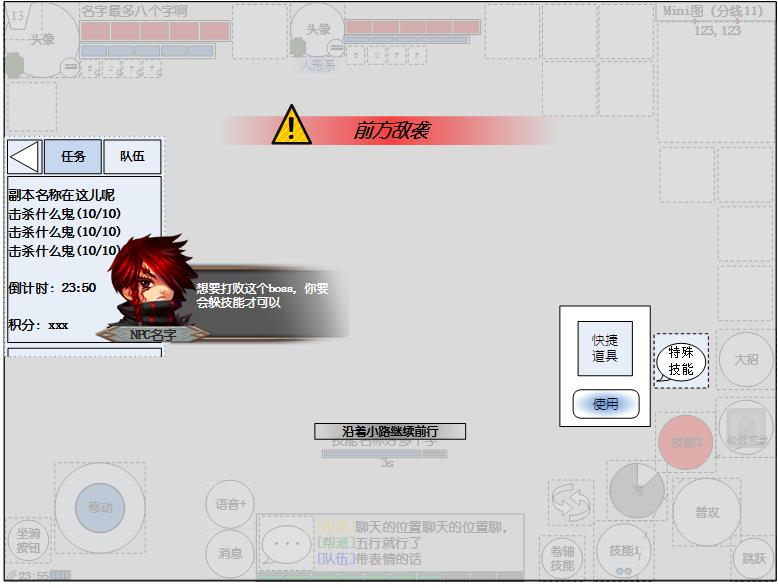 13
名字最多八个字啊
头像
头像
人形系
Mini图 (分线11)
123,123
前方敌袭
任务
队伍
副本名称在这儿呢
击杀什么鬼(10/10)
击杀什么鬼(10/10)
击杀什么鬼(10/10)
倒计时: 23:50
积分: xxx
想要打败这个boss, 你要
会躲技能才可以
NPC名字
快捷
道具
使用
特殊
技能
大招
沿着小路继续前行
3s
技能3
移动
语音+
普攻
坐骑
按钮
消息
[世界]聊天的位置聊天的位置聊,
[帮派]五行就行了
[队伍]带表情的话
卷轴
技能
技能1
跳跃
23:55